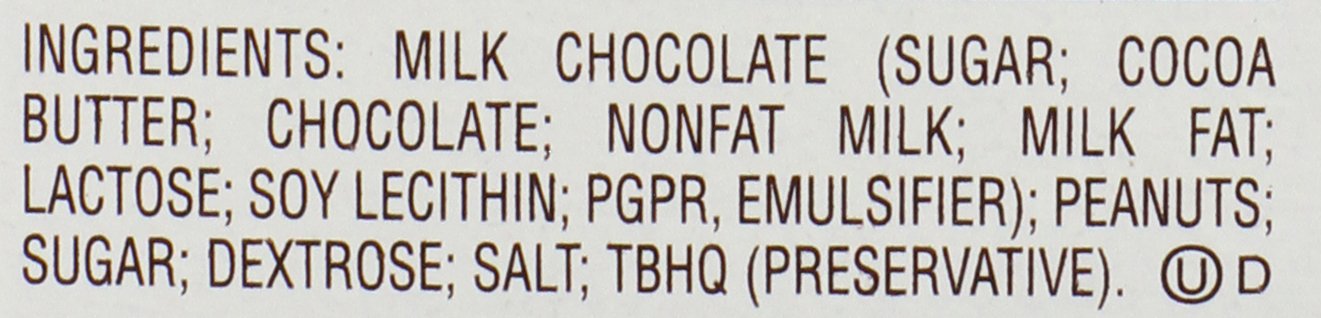 INGREDIENTS: MILK CHOCOLATE (SUGAR; COCOA
BUTTER; CHOCOLATE; NONFAT MILK; MILK FAT;
LACTOSE; SOY LECITHIN; PGPR, EMULSIFIER); PEANUTS;
SUGAR; DEXTROSE; SALT; TBHQ (PRESERVATIVE). Ⓤ D